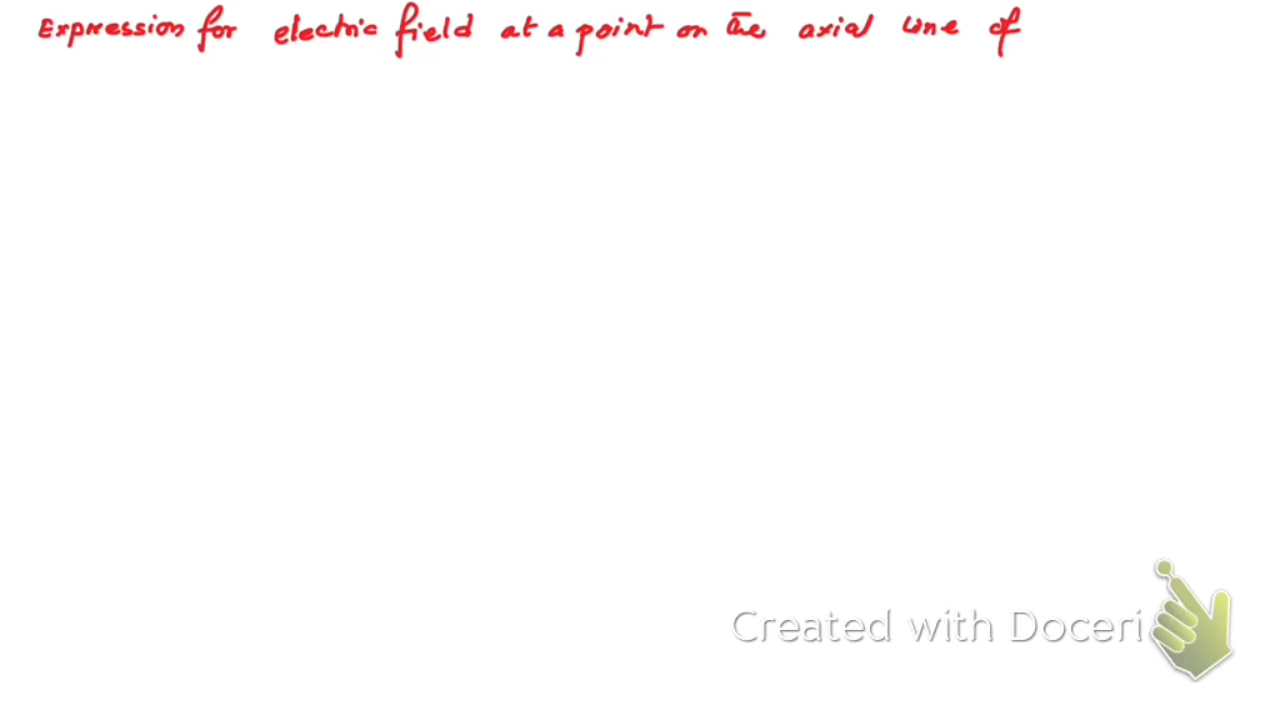 Expression for electric field at a point on the axial line of
Created with Doceri